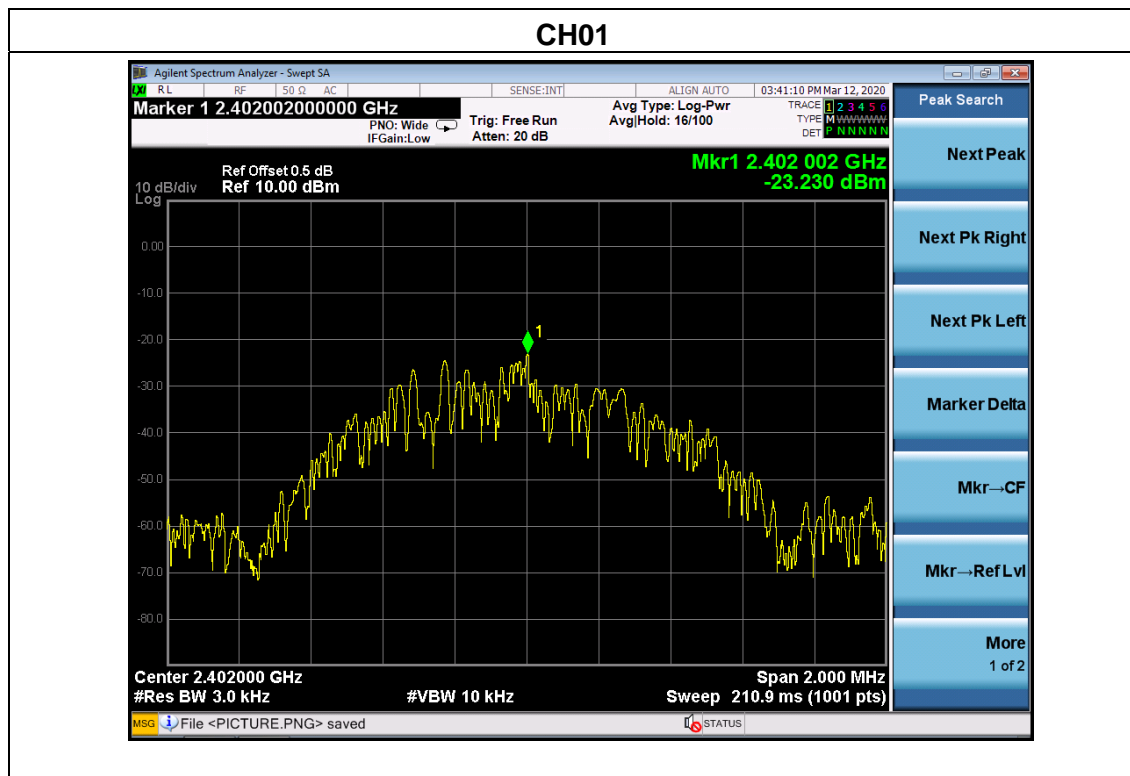 CH01
Agilent Spectrum Analyzer - Swept SA
LXI RL RF 50 Ω AC SENSE:INT ALIGN AUTO 03:41:10 PM Mar 12, 2020
Marker 1 2.402002000000 GHz
PNO: Wide
IFGain:Low
Trig: Free Run
Atten: 20 dB
Avg Type: Log-Pwr
Avg|Hold: 16/100
TRACE 1 2 3 4 5 6
TYPE M WWWWW
DET P N N N N N
Peak Search
Mkr1 2.402 002 GHz
-23.230 dBm
Ref Offset 0.5 dB
10 dB/div Ref 10.00 dBm
Log
0.00
-10.0
-20.0
-30.0
-40.0
-50.0
-60.0
-70.0
-80.0
1
Next Peak
Next Pk Right
Next Pk Left
Marker Delta
Mkr→CF
Mkr→Ref Lvl
More
1 of 2
Center 2.402000 GHz Span 2.000 MHz
#Res BW 3.0 kHz #VBW 10 kHz Sweep 210.9 ms (1001 pts)
MSG File <PICTURE.PNG> saved STATUS